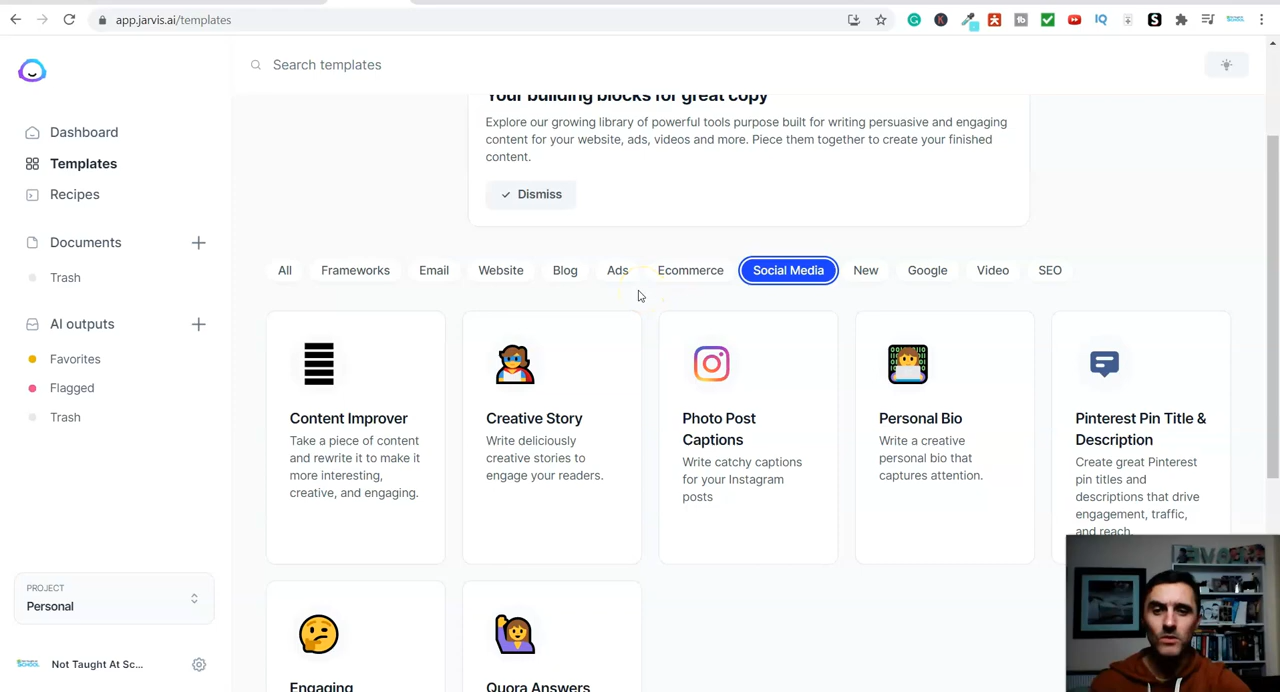 app.jarvis.ai/templates
Search templates
Dashboard
Templates
Recipes
Documents
Trash
AI outputs
Favorites
Flagged
Trash
PROJECT
Personal
Not Taught At Sc...
Your building blocks for great copy
Explore our growing library of powerful tools purpose built for writing persuasive and engaging
content for your website, ads, videos and more. Piece them together to create your finished
content.
Dismiss
All Frameworks Email Website Blog Ads Ecommerce Social Media New Google Video SEO
Content Improver
Take a piece of content
and rewrite it to make it
more interesting,
creative, and engaging.
Creative Story
Write deliciously
creative stories to
engage your readers.
Photo Post
Captions
Write catchy captions
for your Instagram
posts
Personal Bio
Write a creative
personal bio that
captures attention.
Pinterest Pin Title &
Description
Create great Pinterest
pin titles and
descriptions that drive
engagement, traffic,
and reach.
Engaging
Quora Answers